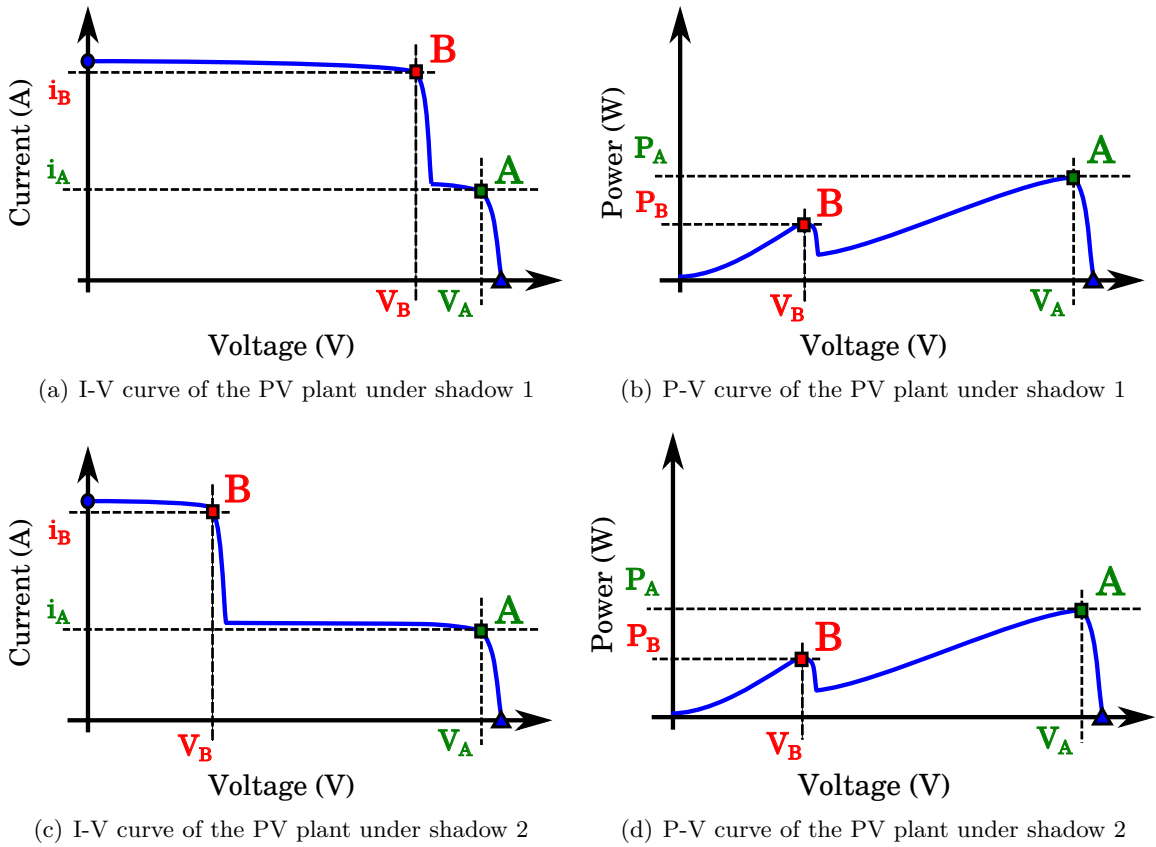 Current (A)
i_B
i_A
B
A
V_B
V_A
Voltage (V)
(a) I-V curve of the PV plant under shadow 1
Power (W)
P_A
P_B
B
A
V_B
V_A
Voltage (V)
(b) P-V curve of the PV plant under shadow 1
Current (A)
i_B
i_A
B
A
V_B
V_A
Voltage (V)
(c) I-V curve of the PV plant under shadow 2
Power (W)
P_A
P_B
B
A
V_B
V_A
Voltage (V)
(d) P-V curve of the PV plant under shadow 2